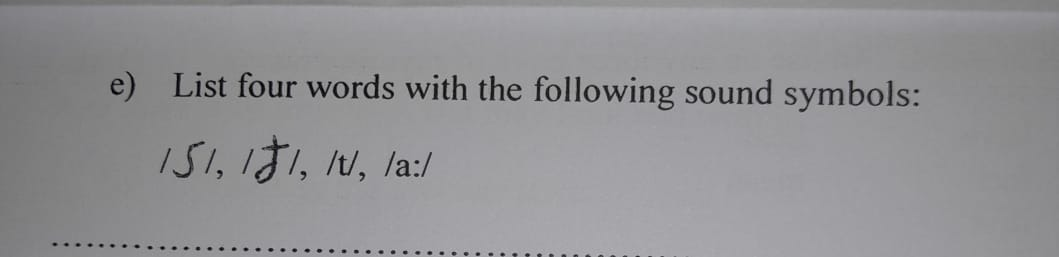 e) List four words with the following sound symbols:
/ʃ/, /ɟ/, /t/, /a:/